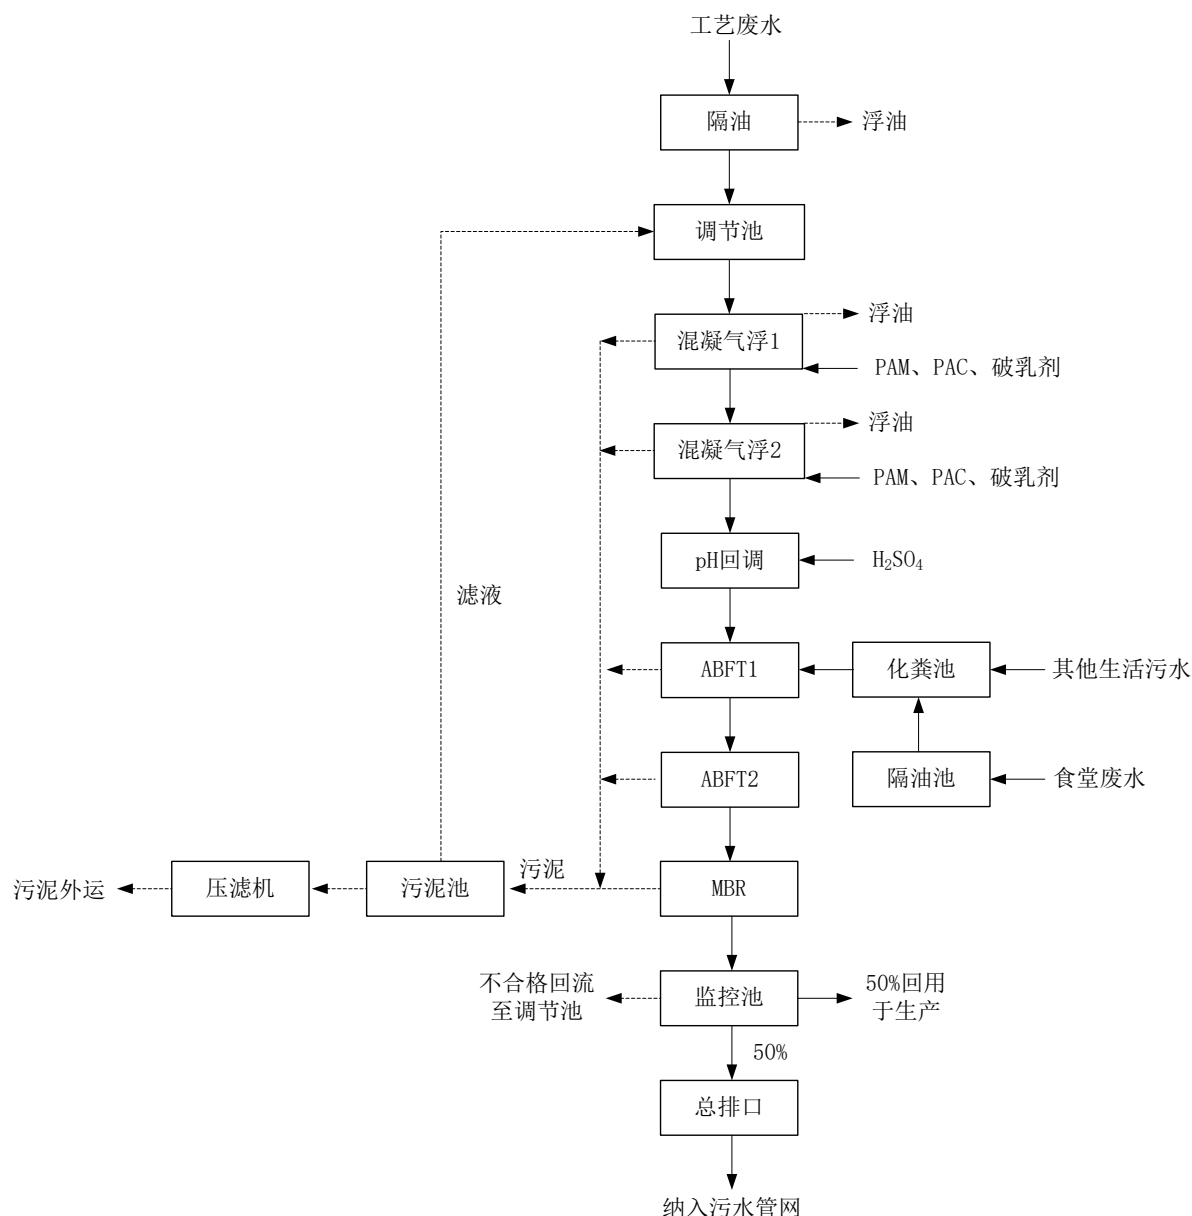 工艺废水
隔油
浮油
调节池
浮油
混凝气浮1
PAM、PAC、破乳剂
浮油
混凝气浮2
PAM、PAC、破乳剂
pH回调
H₂SO₄
滤液
ABFT1
化粪池
其他生活污水
ABFT2
隔油池
食堂废水
污泥外运
压滤机
污泥池
污泥
MBR
不合格回流
至调节池
监控池
50%回用
于生产
50%
总排口
纳入污水管网